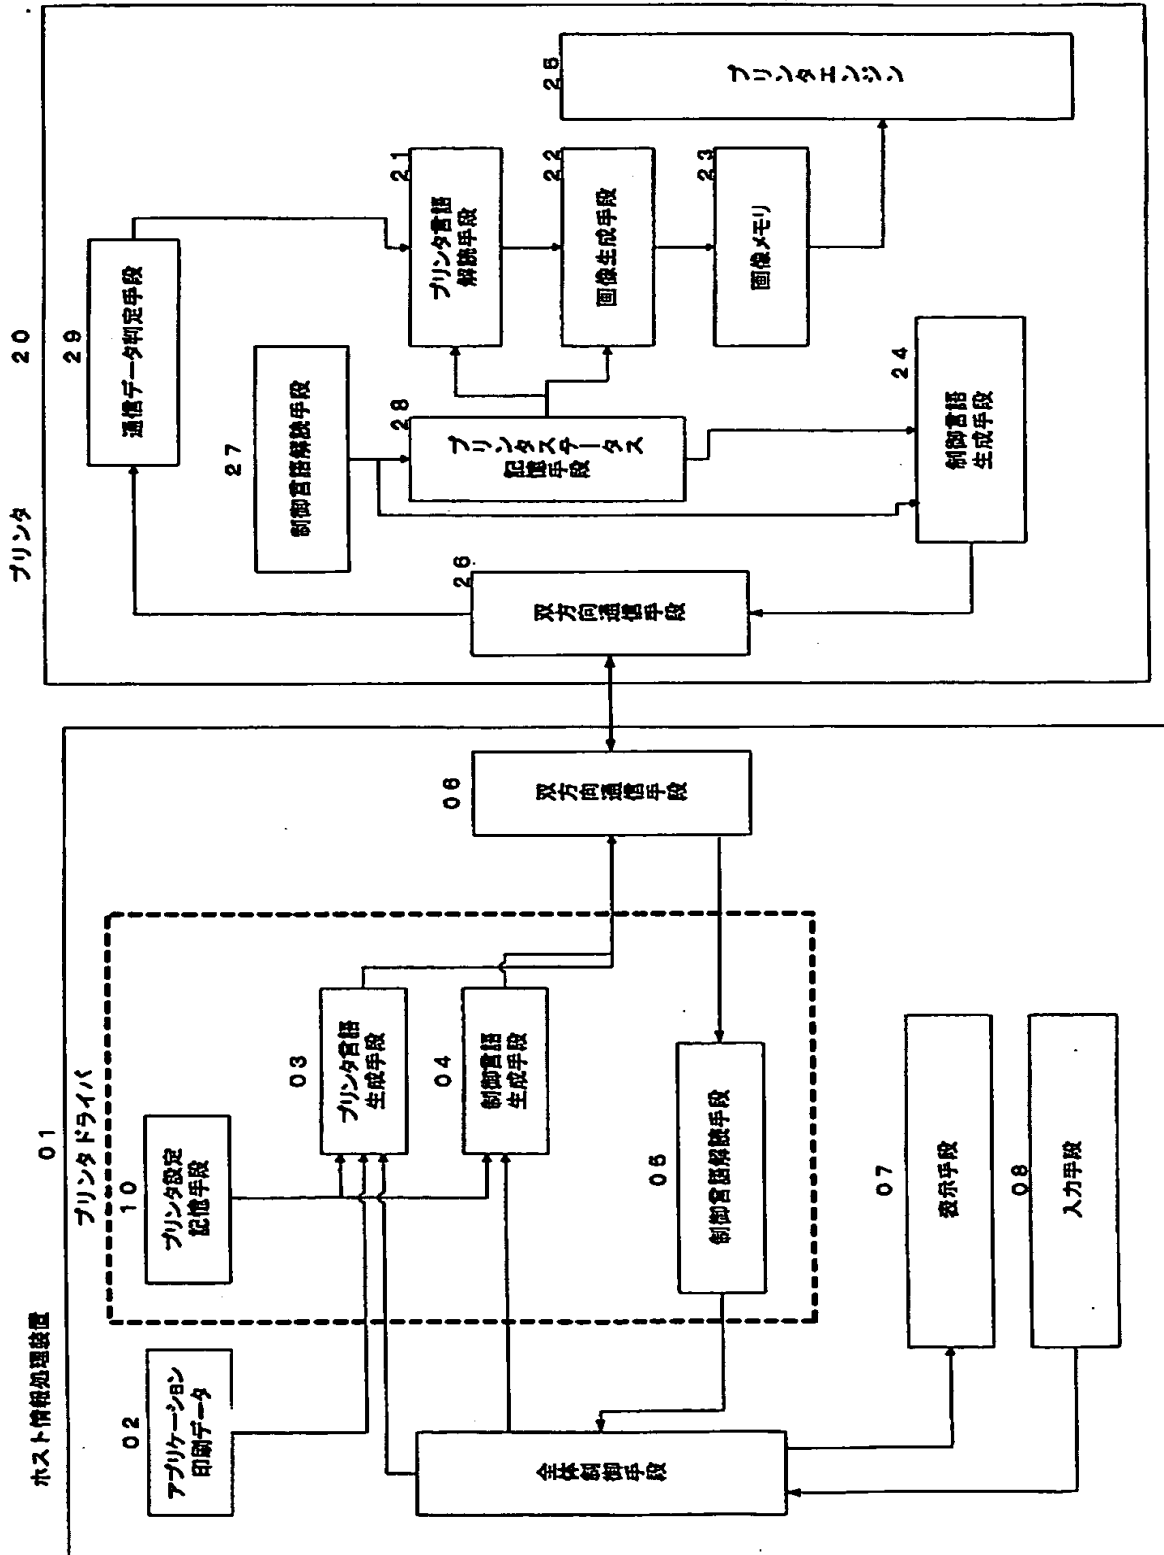 ホスト情報処理装置
01
プリンタドライバ
02
アプリケーション
印刷データ
10
プリンタ設定
記憶手段
03
プリンタ言語
生成手段
04
制御言語
生成手段
05
制御言語解読手段
全体制御手段
07
表示手段
08
入力手段
06
双方向通信手段
プリンタ
20
29
通信データ判定手段
27
制御言語解読手段
26
双方向通信手段
28
プリンタステータス
記憶手段
21
プリンタ言語
解読手段
22
画像生成手段
23
画像メモリ
24
制御言語
生成手段
25
プリンタエンジン